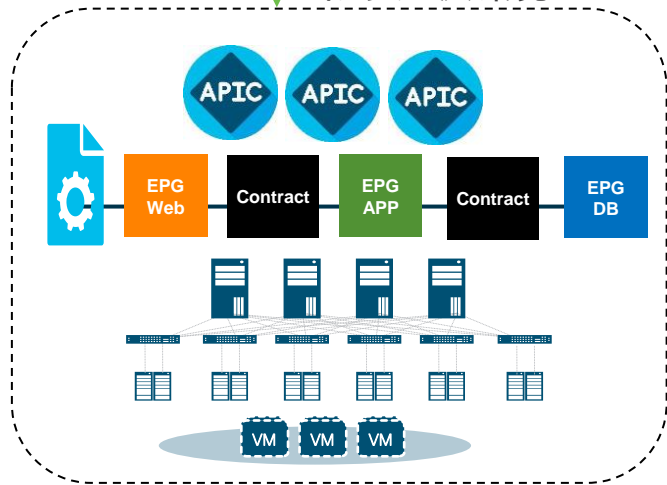 APIC
APIC
APIC
EPG
Web
Contract
EPG
APP
Contract
EPG
DB
VM
VM
VM